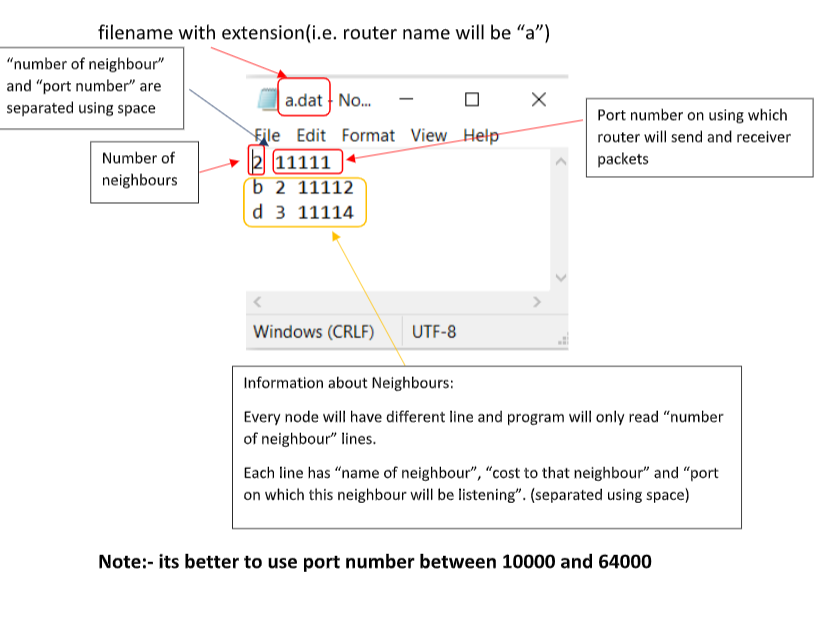 filename with extension(i.e. router name will be “a”)
“number of neighbour”
and “port number” are
separated using space
a.dat - No...
File Edit Format View Help
Port number on using which
router will send and receiver
packets
Number of
neighbours
2 11111
b 2 11112
d 3 11114
Windows (CRLF)
UTF-8
Information about Neighbours:
Every node will have different line and program will only read “number
of neighbour” lines.
Each line has “name of neighbour”, “cost to that neighbour” and “port
on which this neighbour will be listening”. (separated using space)
Note:- its better to use port number between 10000 and 64000